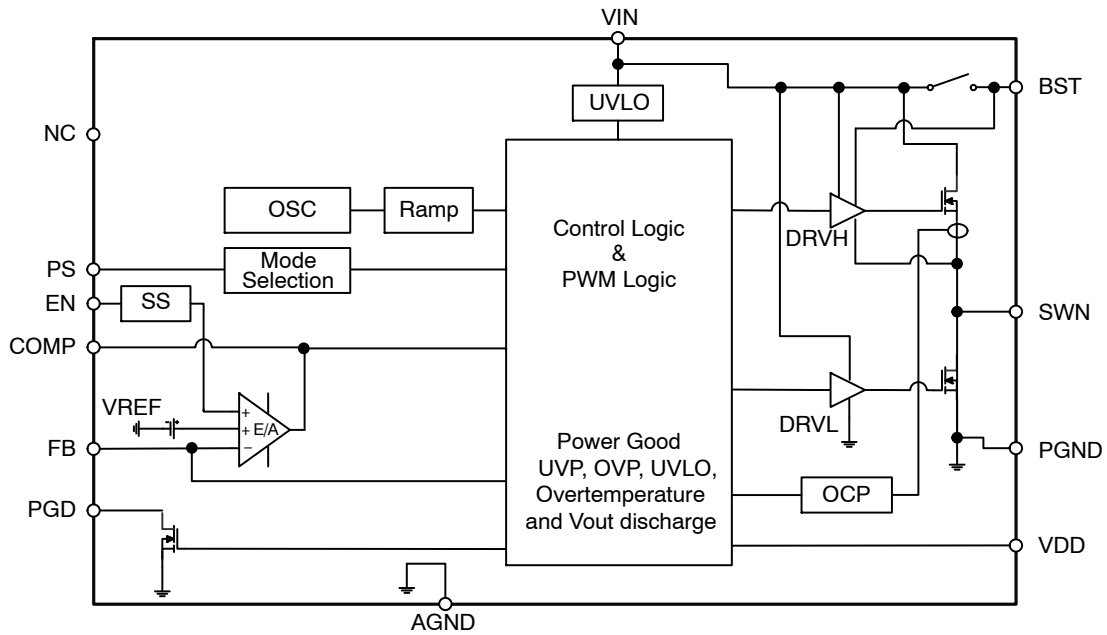 VIN
UVLO
BST
NC
OSC
Ramp
Control Logic
&
PWM Logic
DRVH
PS
Mode
Selection
EN
SS
SWN
COMP
VREF
+
+
E/A
−
DRVL
FB
Power Good
UVP, OVP, UVLO,
Overtemperature
and Vout discharge
PGND
OCP
PGD
VDD
AGND